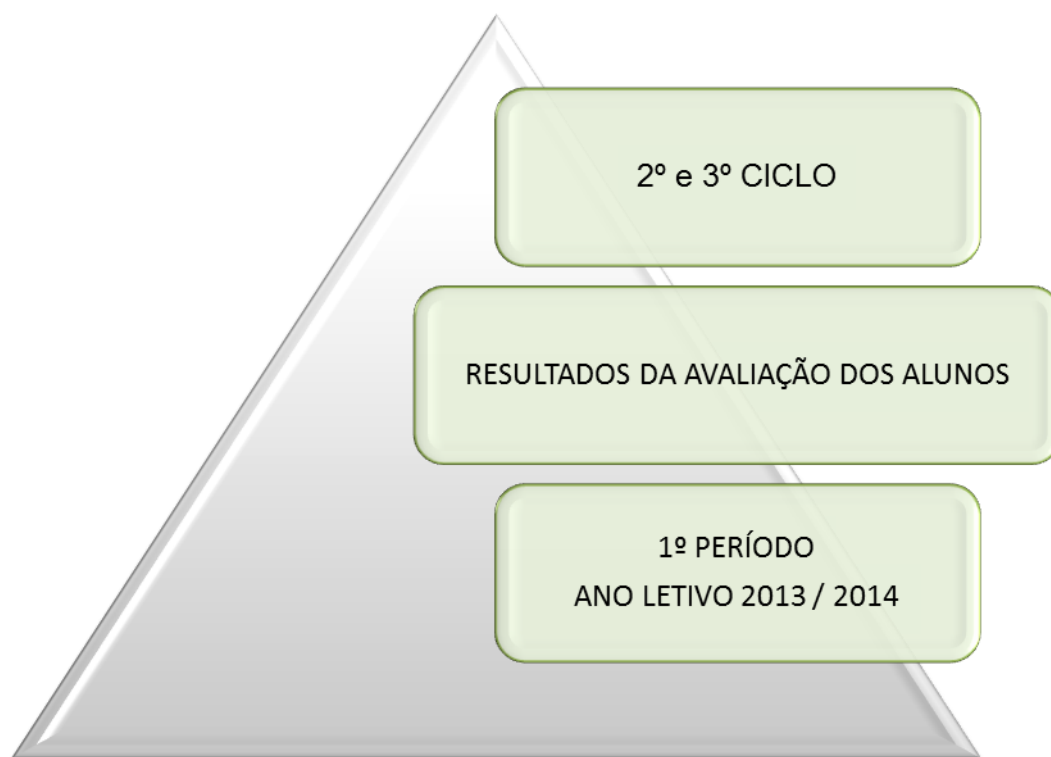 2º e 3º CICLO
RESULTADOS DA AVALIAÇÃO DOS ALUNOS
1º PERÍODO
ANO LETIVO 2013 / 2014